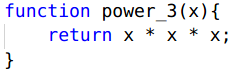 function power_3(x){
    return x * x * x;
}